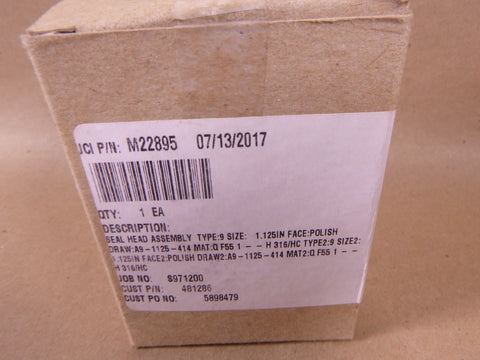 JCI P/N: M22895 07/13/2017
QTY: 1 EA
DESCRIPTION:
SEAL HEAD ASSEMBLY TYPE:9 SIZE: 1.125IN FACE:POLISH
DRAW:A9-1125-414 MAT:Q F55 1 - - H 316/HC TYPE2:9 SIZE2:
1.125IN FACE2:POLISH DRAW2:A9-1125-414 MAT2:Q F55 1 - -
H 316/HC
JOB NO: S971200
CUST P/N: 481286
CUST PO NO: 5898479